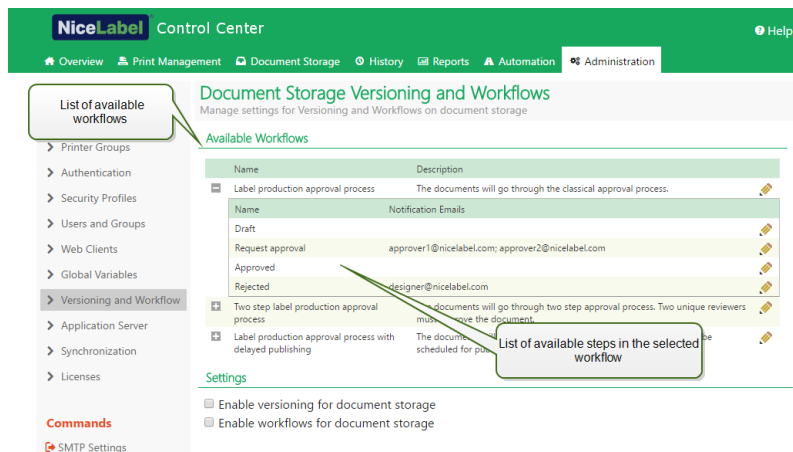 NiceLabel Control Center
Help
Overview Print Management Document Storage History Reports Automation Administration
List of available
workflows
Printer Groups
Authentication
Security Profiles
Users and Groups
Web Clients
Global Variables
Versioning and Workflow
Application Server
Synchronization
Licenses
Commands
SMTP Settings
Document Storage Versioning and Workflows
Manage settings for Versioning and Workflows on document storage
Available Workflows
Name Description
Label production approval process The documents will go through the classical approval process.
Name Notification Emails
Draft
Request approval approver1@nicelabel.com; approver2@nicelabel.com
Approved
Rejected designer@nicelabel.com
Two step label production approval
process
documents will go through two step approval process. Two unique reviewers
must the document.
Label production approval process with
delayed publishing
The be
scheduled for
List of available steps in the selected
workflow
Settings
Enable versioning for document storage
Enable workflows for document storage